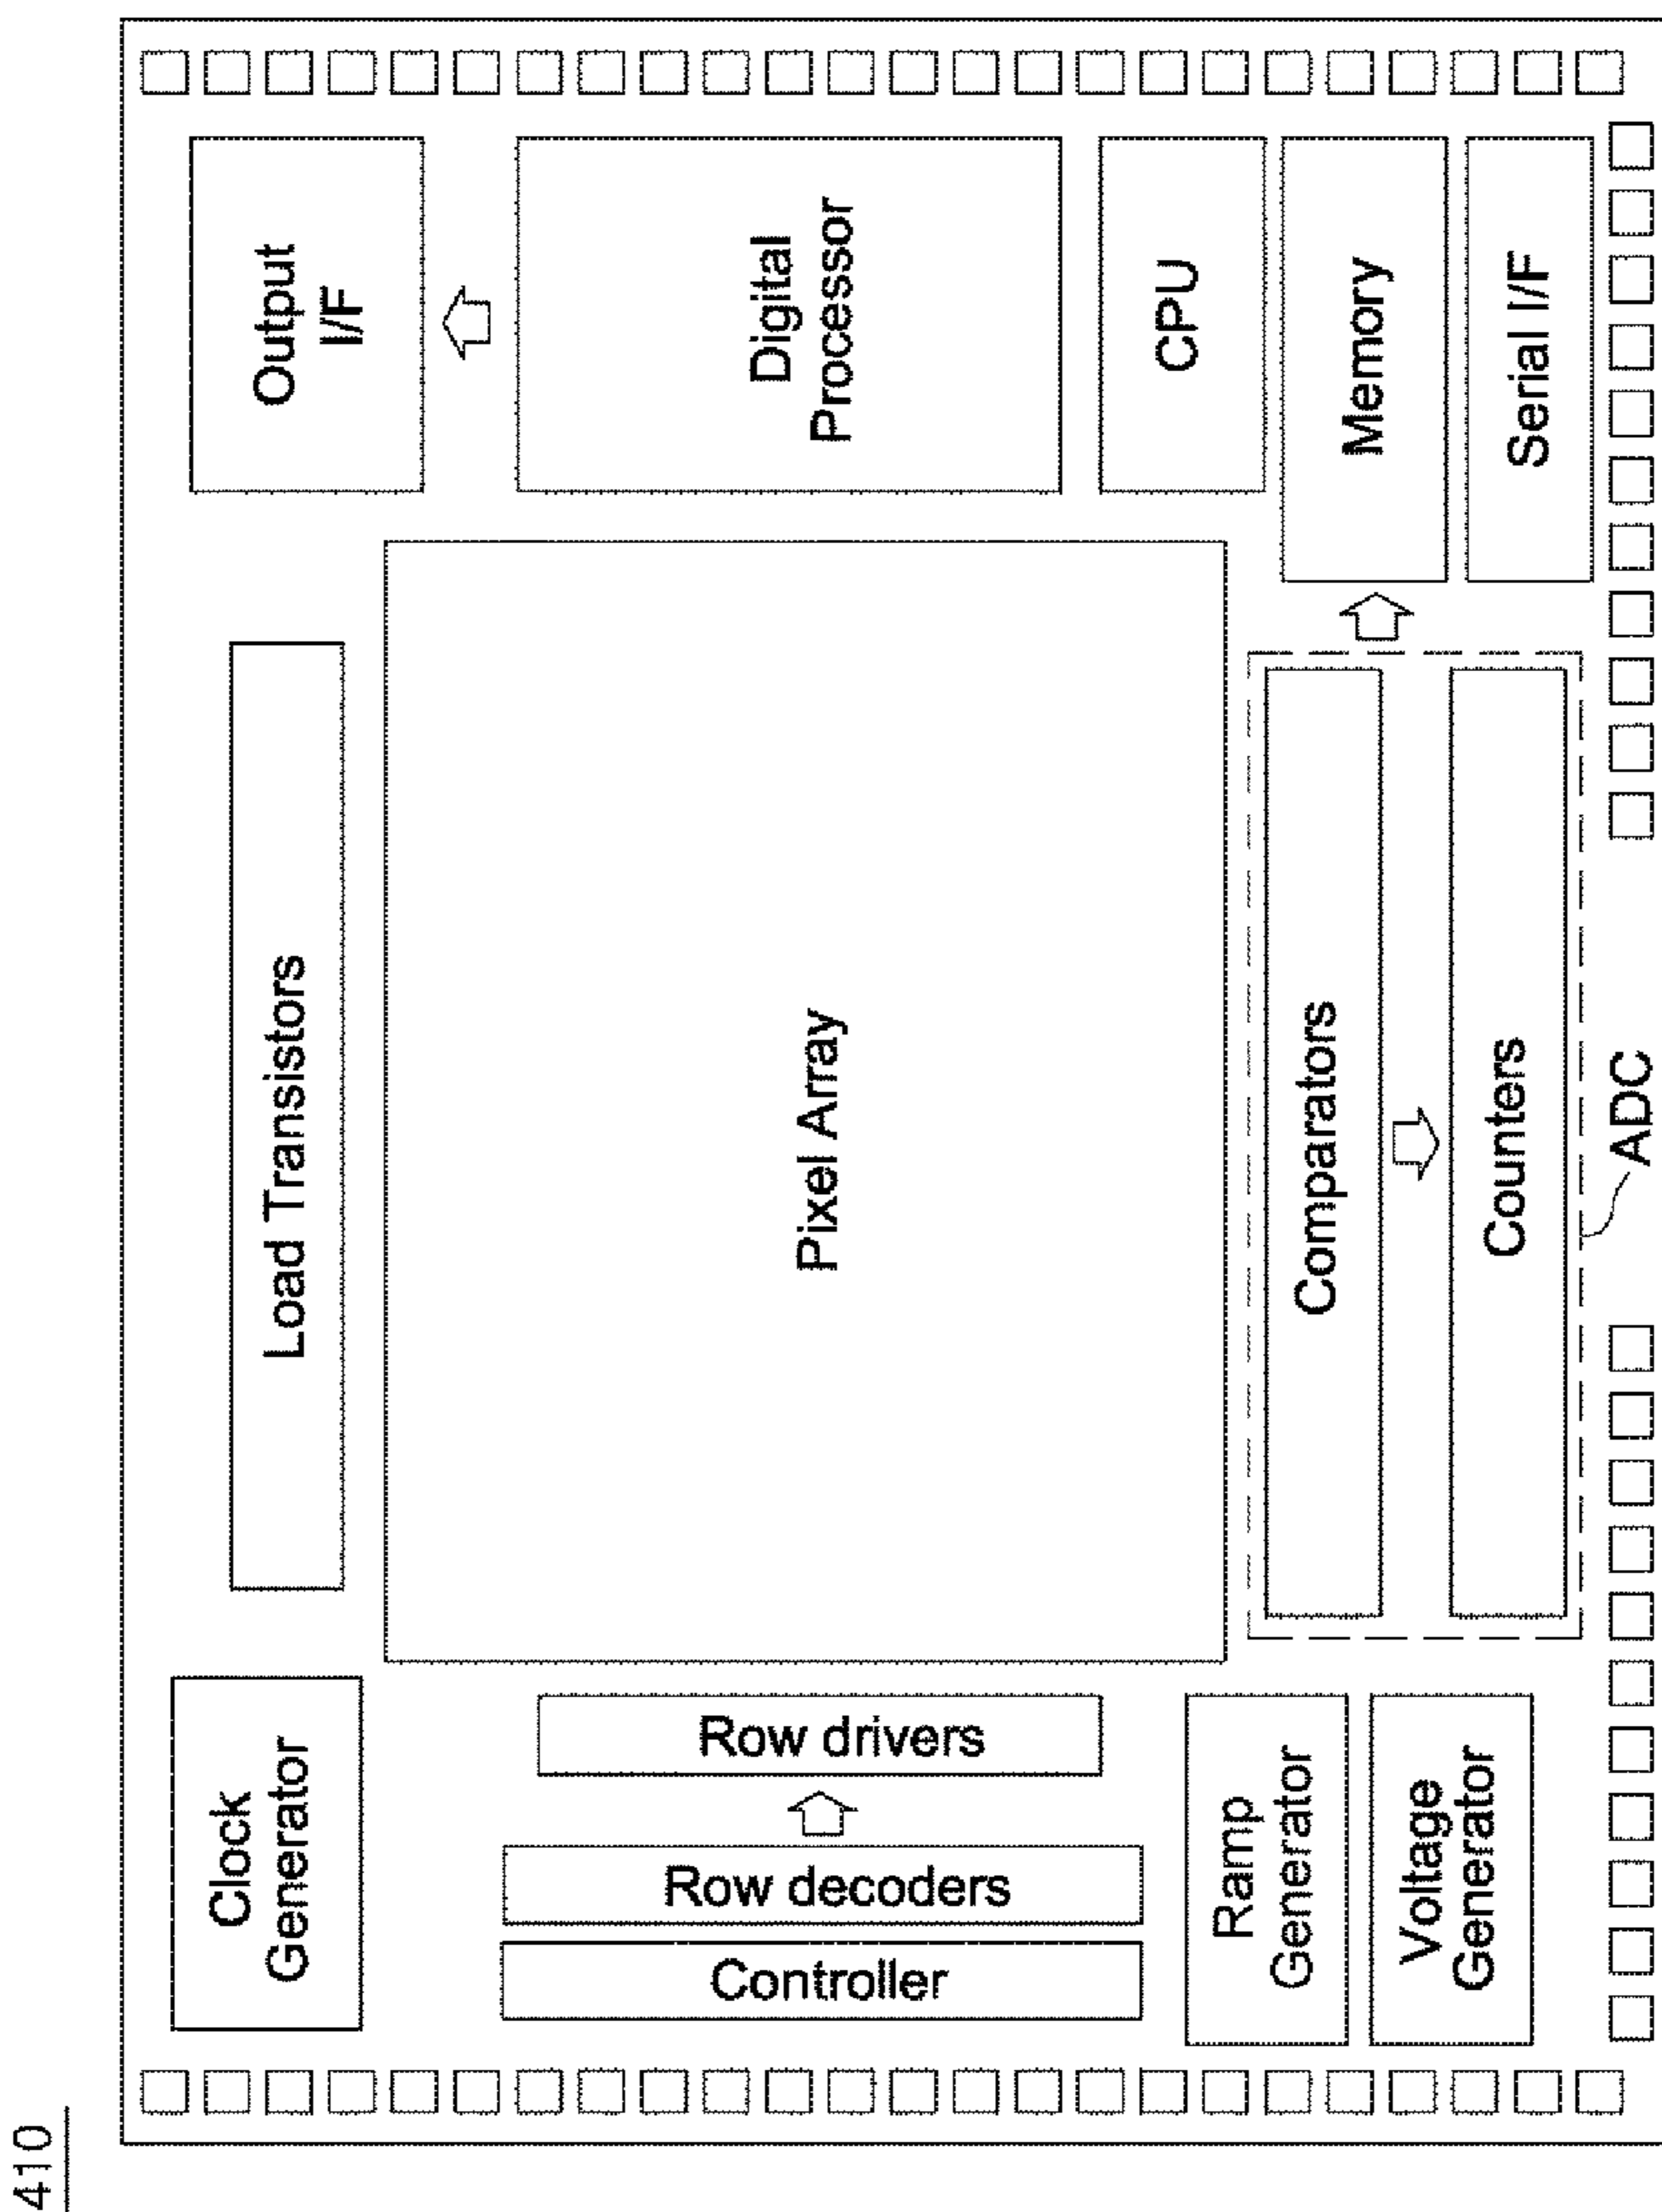 410
Clock
Generator
Load Transistors
Output
I/F
Controller
Row decoders
Row drivers
Pixel Array
Digital
Processor
CPU
Ramp
Generator
Voltage
Generator
Comparators
Counters
Memory
Serial I/F
ADC